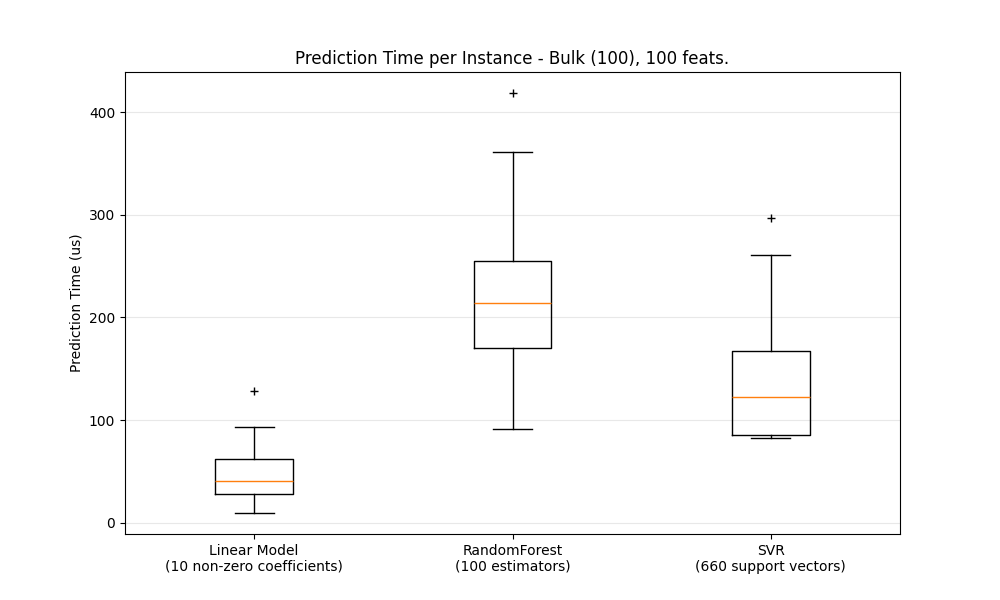 Prediction Time per Instance - Bulk (100), 100 feats.
Prediction Time (us)
400
300
200
100
0
Linear Model
(10 non-zero coefficients)
RandomForest
(100 estimators)
SVR
(660 support vectors)